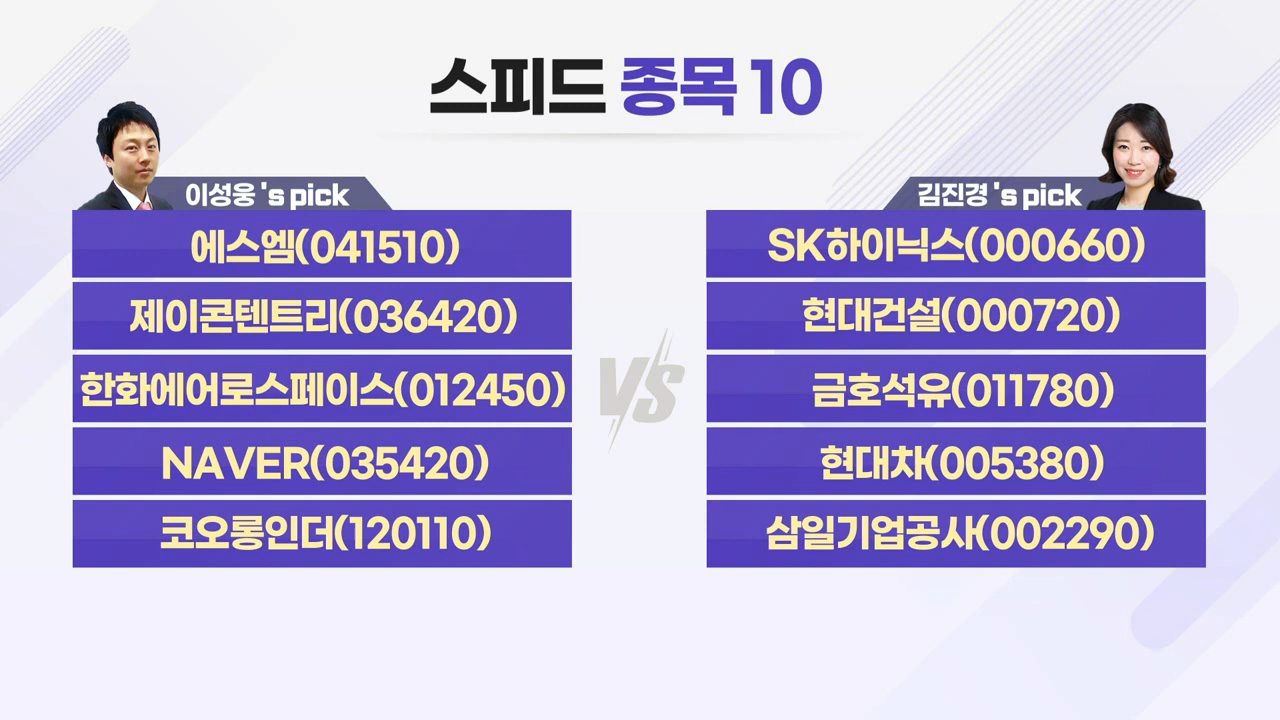 스피드 종목 10
이성웅 's pick
에스엠(041510)
제이콘텐트리(036420)
한화에어로스페이스(012450)
NAVER(035420)
코오롱인더(120110)
VS
김진경 's pick
SK하이닉스(000660)
현대건설(000720)
금호석유(011780)
현대차(005380)
삼일기업공사(002290)